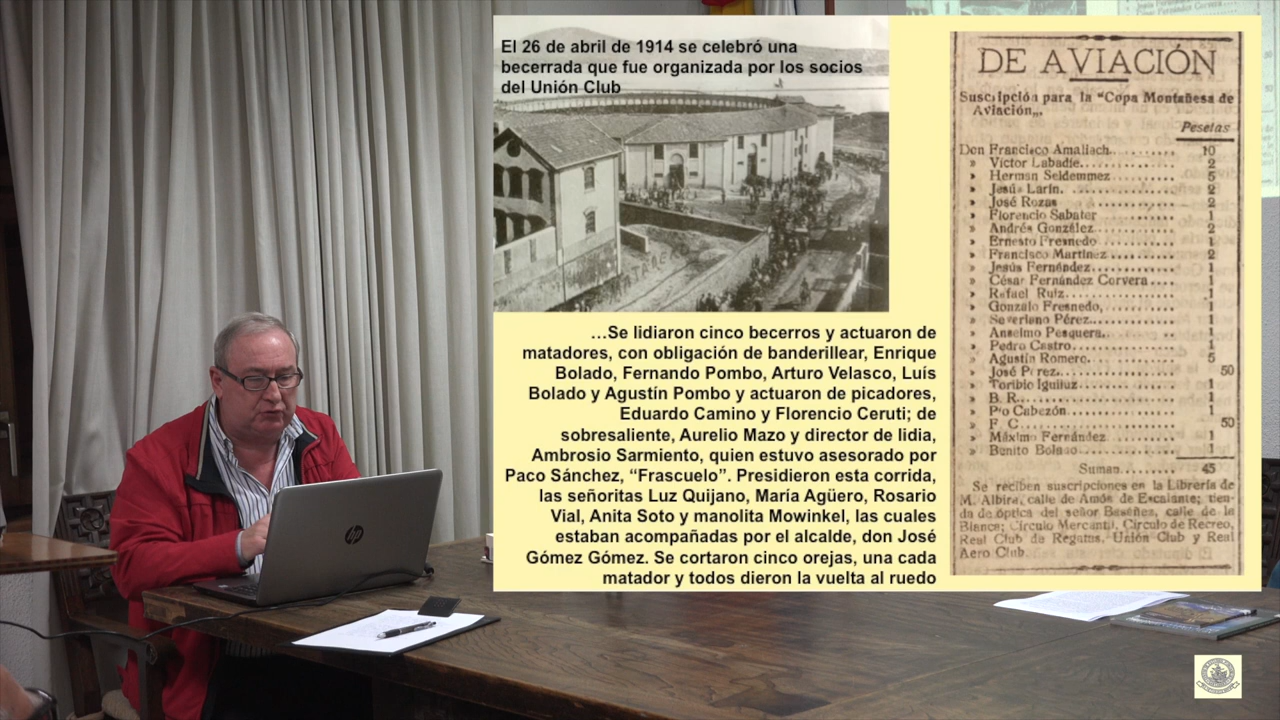 El 26 de abril de 1914 se celebró una
becerrada que fue organizada por los socios
del Unión Club
…Se lidiaron cinco becerros y actuaron de
matadores, con obligación de banderillear, Enrique
Bolado, Fernando Pombo, Arturo Velasco, Luís
Bolado y Agustín Pombo y actuaron de picadores,
Eduardo Camino y Florencio Ceruti; de
sobresaliente, Aurelio Mazo y director de lidia,
Ambrosio Sarmiento, quien estuvo asesorado por
Paco Sánchez, “Frascuelo”. Presidieron esta corrida,
las señoritas Luz Quijano, María Agüero, Rosario
Vial, Anita Soto y manolita Mowinkel, las cuales
estaban acompañadas por el alcalde, don José
Gómez Gómez. Se cortaron cinco orejas, una cada
matador y todos dieron la vuelta al ruedo
DE AVIACIÓN
Suscripción para la “Copa Montañesa de
Aviación„.
Pesetas
Don Francisco Amaliach.......... 10
» Víctor Labadie............ 2
» Herman Seldemmez 5
» Jesús Larín. ............ 2
» José Rozas ............ 2
» Florencio Sabater ........ 1
» Andrés González.......... 2
» Ernesto Fresnedo ........ 1
» Francisco Martínez ....... 2
» Jesús Fernández.......... 1
» César Fernández Corvera.... 1
» Rafael Ruiz.............. 1
» Gonzalo Fresnedo, ........ 1
» Severiano Pérez.......... 1
» Anselmo Pesquera........ 1
» Pedro Castro............ 1
» Agustín Romero.......... 5
» José Pérez.............. 50
» Toribio Iguiluz .......... 1
» B. R.................. 1
» Pío Cabezón............ 1
» F. C.................. 50
» Máximo Fernández ....... 1
» Benito Bolado .......... 1
Suman........ 45
Se reciben suscripciones en la Librería de
M. Albira, calle de Amós de Escalante; tien-
da de óptica del señor Basáñez, calle de la
Blanca; Círculo Mercantil, Círculo de Recreo,
Real Club de Regatas, Unión Club y Real
Aero Club.
hp